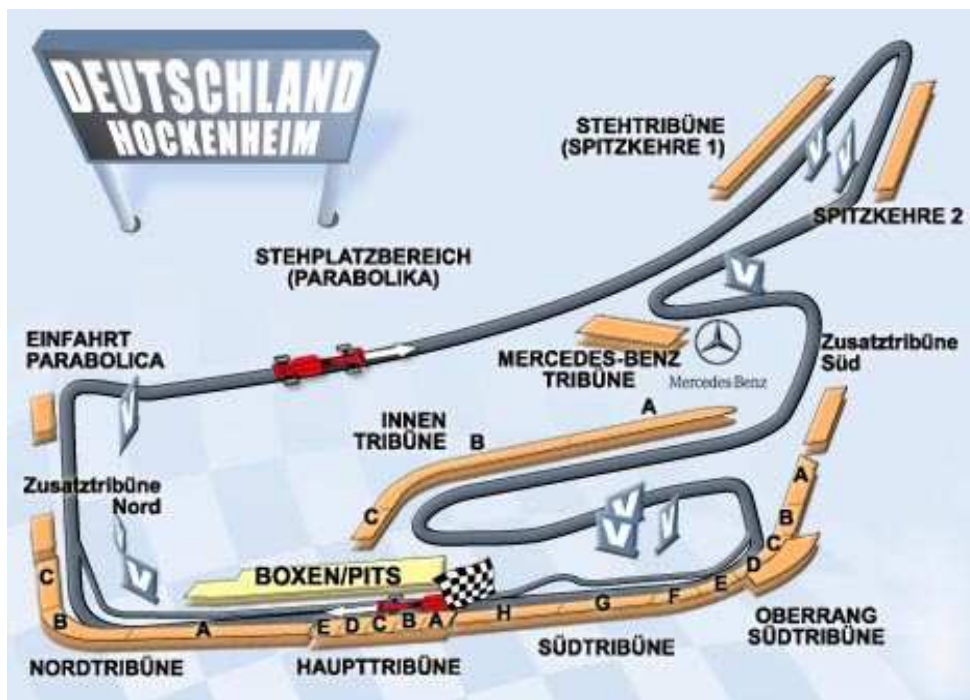 DEUTSCHLAND
HOCKENHEIM
STEHTRIBÜNE
(SPITZKEHRE 1)
SPITZKEHRE 2
STEHPLATZBEREICH
(PARABOLIKA)
EINFAHRT
PARABOLICA
MERCEDES-BENZ
TRIBÜNE
Mercedes Benz
Zusatztribüne
Süd
INNEN
TRIBÜNE
A
B
C
Zusatztribüne
Nord
BOXEN/PITS
C
B
A
E
D
C
B
A
H
G
F
E
D
C
B
A
NORDTRIBÜNE
HAUPTTRIBÜNE
SÜDTRIBÜNE
OBERRANG
SÜDTRIBÜNE